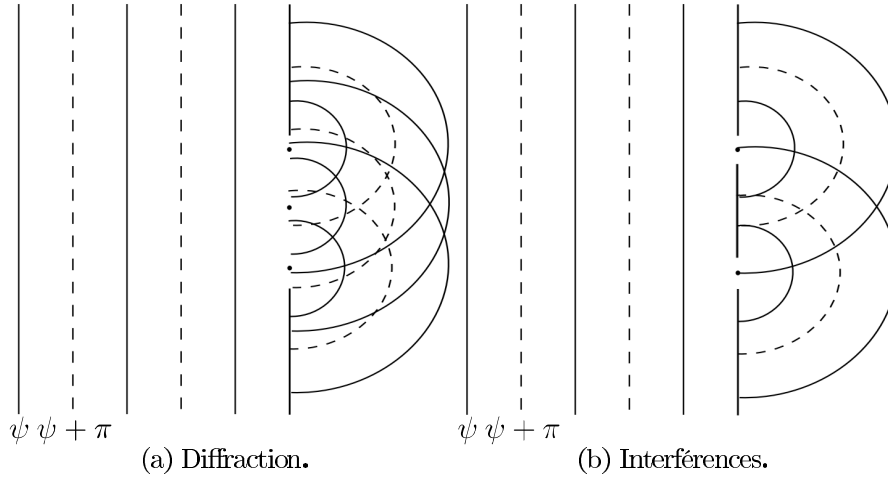 ψ ψ + π
(a) Diffraction.
ψ ψ + π
(b) Interférences.